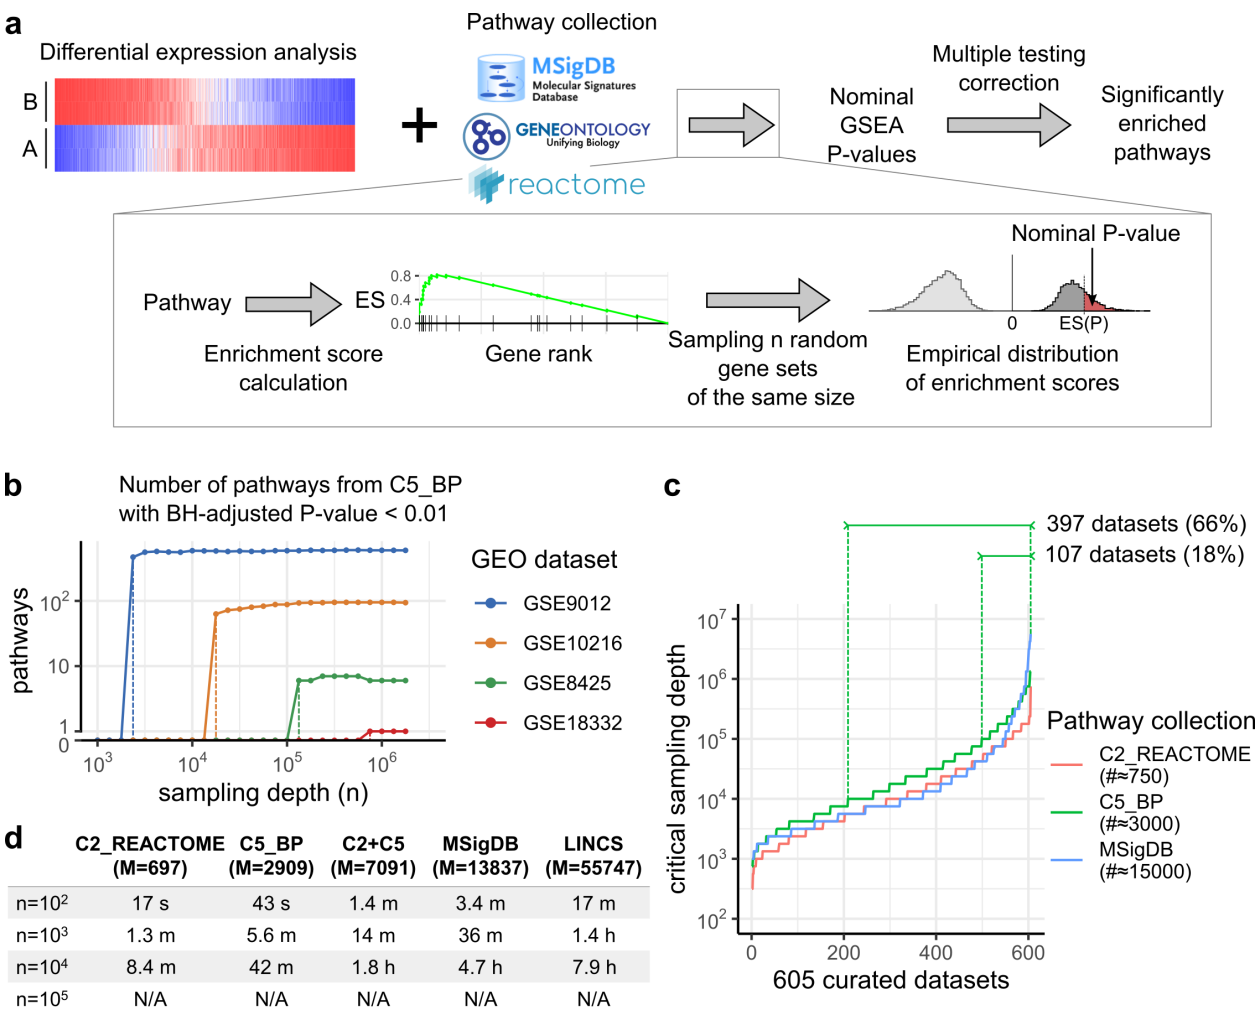 a
Differential expression analysis
B
A
+
Pathway collection
MSigDB
Molecular Signatures
Database
GENEONTOLOGY
Unifying Biology
reactome
Nominal
GSEA
P-values
Multiple testing
correction
Significantly
enriched
pathways
Pathway
Enrichment score
calculation
ES
0.8
0.4
0.0
Gene rank
Sampling n random
gene sets
of the same size
Nominal P-value
0
ES(P)
Empirical distribution
of enrichment scores
b
Number of pathways from C5_BP
with BH-adjusted P-value < 0.01
pathways
10²
10
1
0
10³ 10⁴ 10⁵ 10⁶
sampling depth (n)
GEO dataset
GSE9012
GSE10216
GSE8425
GSE18332
c
397 datasets (66%)
107 datasets (18%)
critical sampling depth
10⁷
10⁶
10⁵
10⁴
10³
10²
0 200 400 600
605 curated datasets
Pathway collection
C2_REACTOME
(#≈750)
C5_BP
(#≈3000)
MSigDB
(#≈15000)
d
C2_REACTOME C5_BP C2+C5 MSigDB LINCS
(M=697) (M=2909) (M=7091) (M=13837) (M=55747)
n=10² 17 s 43 s 1.4 m 3.4 m 17 m
n=10³ 1.3 m 5.6 m 14 m 36 m 1.4 h
n=10⁴ 8.4 m 42 m 1.8 h 4.7 h 7.9 h
n=10⁵ N/A N/A N/A N/A N/A